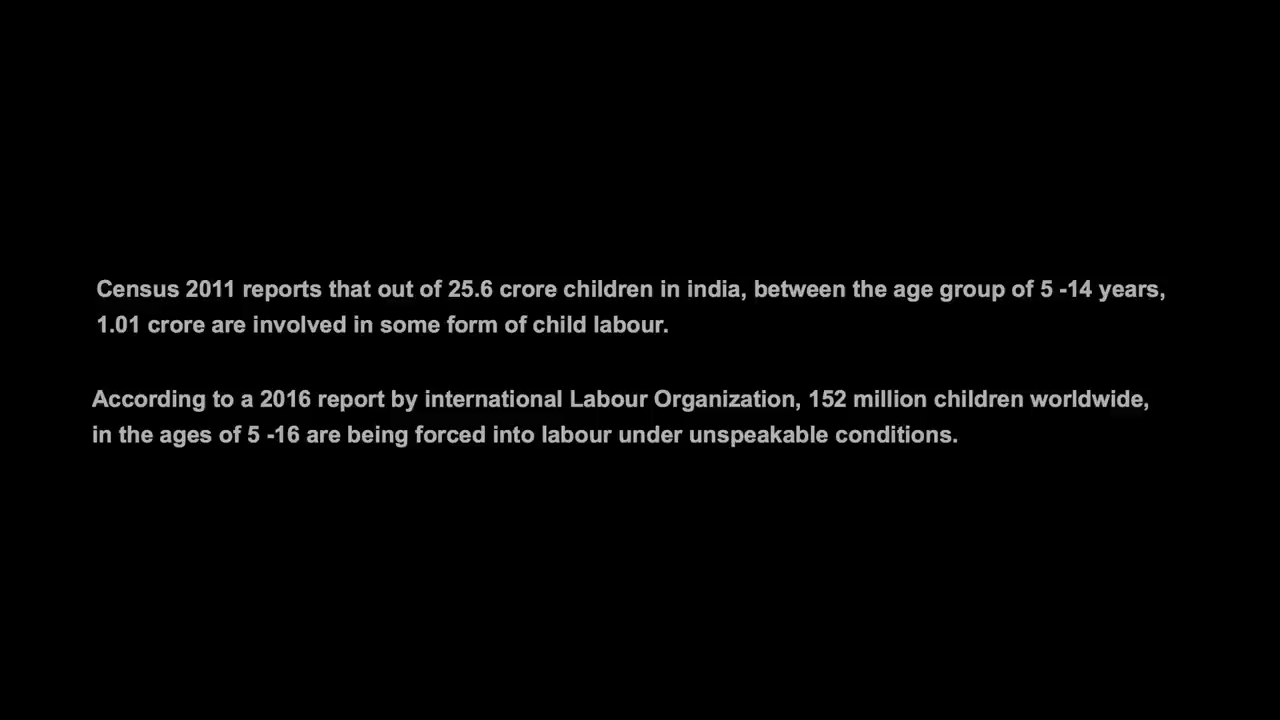 Census 2011 reports that out of 25.6 crore children in india, between the age group of 5 -14 years,
1.01 crore are involved in some form of child labour.
According to a 2016 report by international Labour Organization, 152 million children worldwide,
in the ages of 5 -16 are being forced into labour under unspeakable conditions.